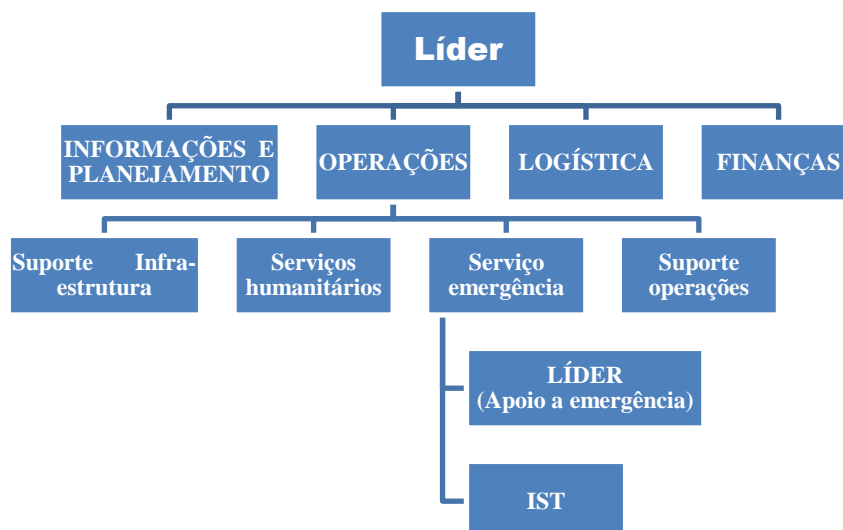 Líder
INFORMAÇÕES E
PLANEJAMENTO
OPERAÇÕES
LOGÍSTICA
FINANÇAS
Suporte Infra-
estrutura
Serviços
humanitários
Serviço
emergência
Suporte
operações
LÍDER
(Apoio a emergência)
IST